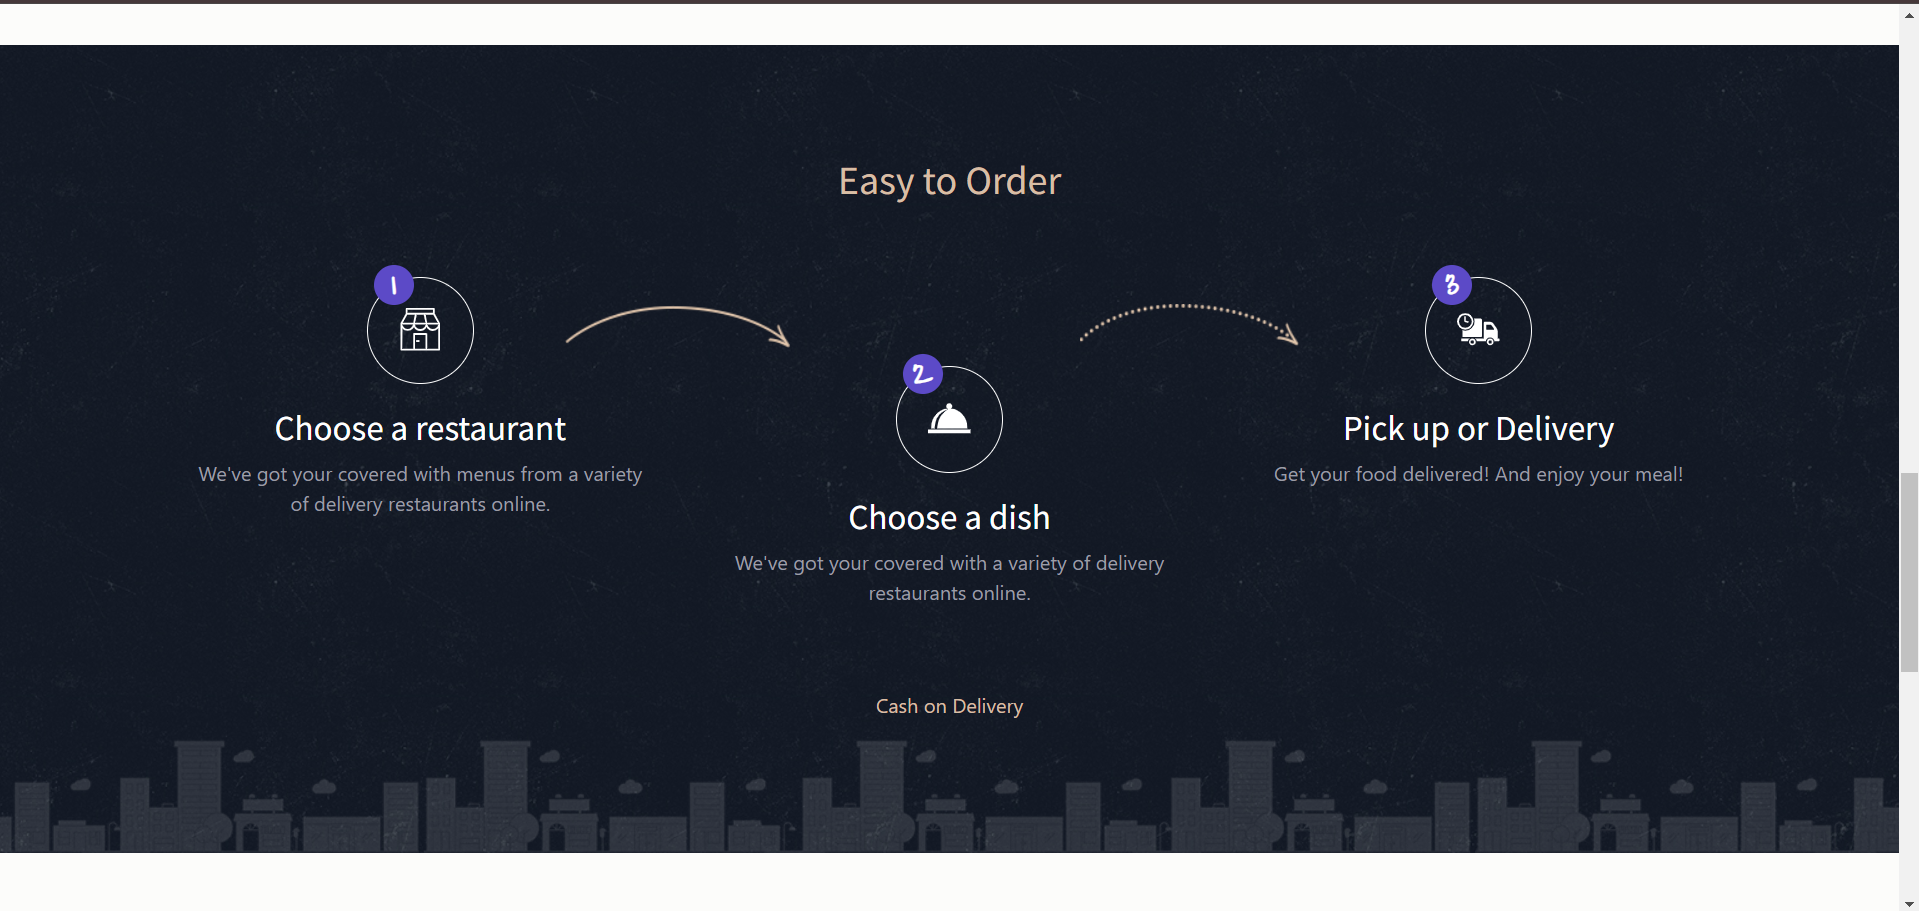 Easy to Order
1
Choose a restaurant
We've got your covered with menus from a variety
of delivery restaurants online.
2
Choose a dish
We've got your covered with a variety of delivery
restaurants online.
3
Pick up or Delivery
Get your food delivered! And enjoy your meal!
Cash on Delivery